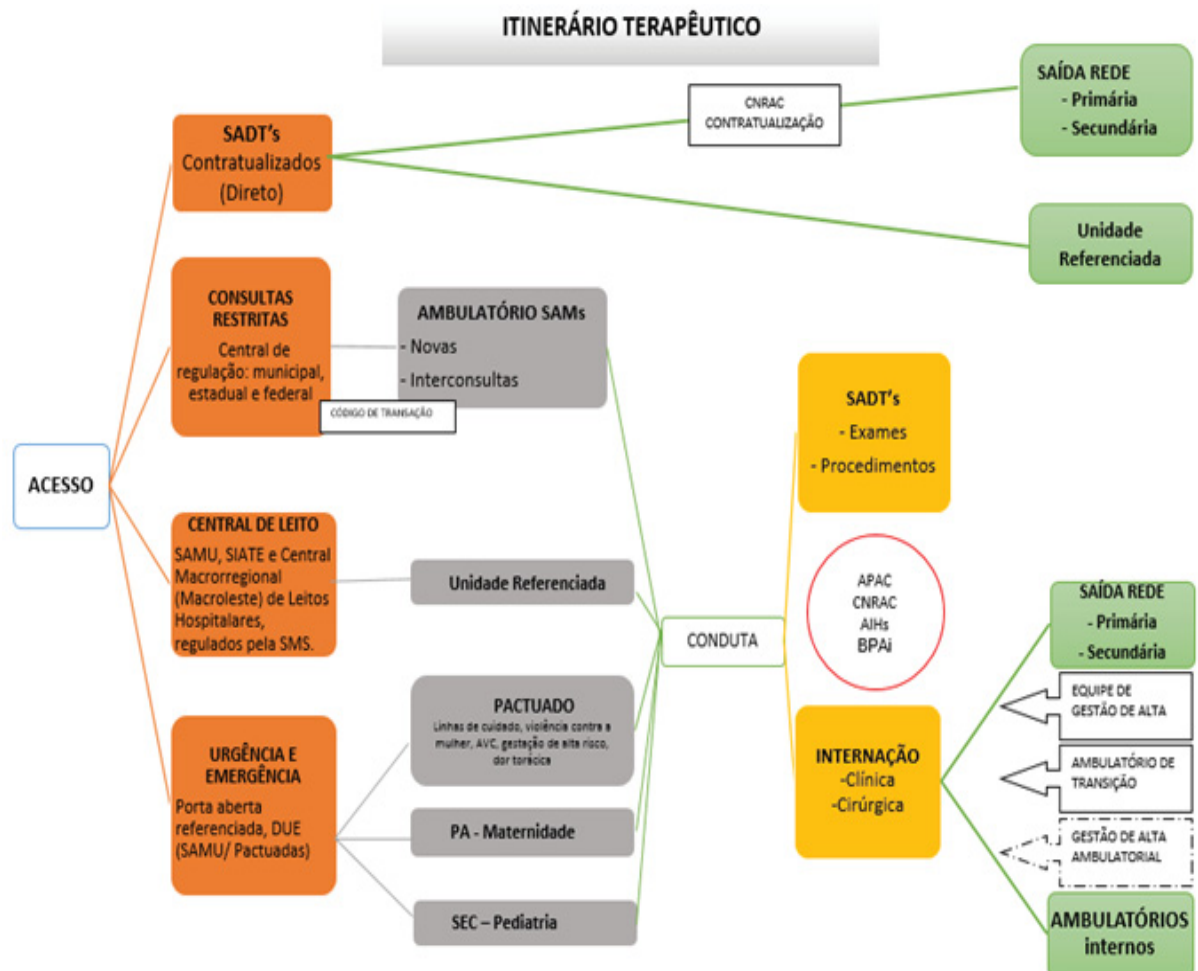 ITINERÁRIO TERAPÊUTICO
SADT's
Contratualizados
(Direto)
CNRAC
CONTRATUALIZAÇÃO
SAÍDA REDE
- Primária
- Secundária
Unidade
Referenciada
CONSULTAS
RESTRITAS
Central de
regulação: municipal,
estadual e federal
CÓDIGO DE TRANSAÇÃO
AMBULATÓRIO SAMs
- Novas
- Interconsultas
ACESSO
CENTRAL DE LEITO
SAMU, SIATE e Central
Macrorregional
(Macroleste) de Leitos
Hospitalares,
regulados pela SMS.
Unidade Referenciada
URGÊNCIA E
EMERGÊNCIA
Porta aberta
referenciada, DUE
(SAMU/ Pactuadas)
PACTUADO
Linhas de cuidado, violência contra a
mulher, AVC, gestação de alta risco,
dor torácica
PA - Maternidade
SEC – Pediatria
CONDUTA
SADT's
- Exames
- Procedimentos
APAC
CNRAC
AIHs
BPAi
INTERNAÇÃO
-Clínica
-Cirúrgica
SAÍDA REDE
- Primária
- Secundária
EQUIPE DE
GESTÃO DE ALTA
AMBULATÓRIO DE
TRANSIÇÃO
GESTÃO DE ALTA
AMBULATORIAL
AMBULATÓRIOS
internos